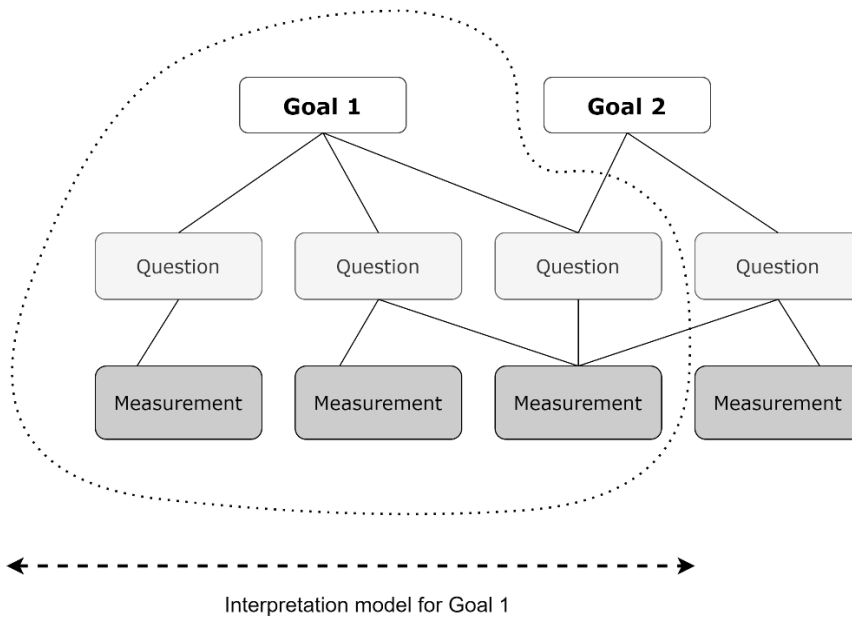 Goal 1
Goal 2
Question
Question
Question
Question
Measurement
Measurement
Measurement
Measurement
Interpretation model for Goal 1